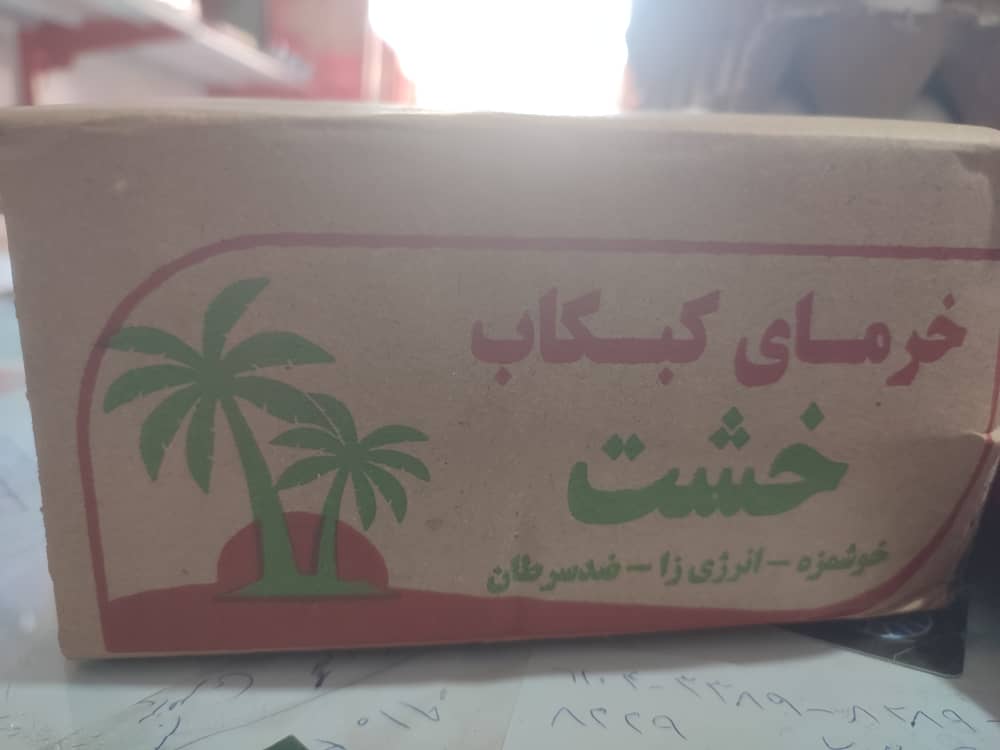 خرمای کبکاب
خشت
خوشمزه - انرژی زا - ضدسرطان